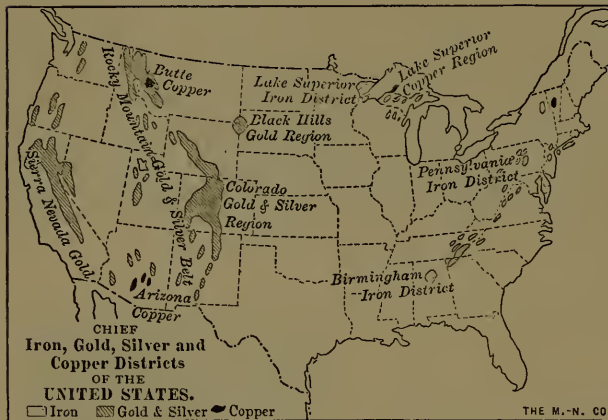 Butte
Copper
Rocky Mountain Gold & Silver Belt
Lake Superior
Iron District
Lake Superior
Copper Region
Black Hills
Gold Region
Pennsylvania
Iron District
Sierra Nevada Gold
Colorado
Gold & Silver
Region
Arizona
Copper
Birmingham
Iron District
CHIEF
Iron, Gold, Silver and
Copper Districts
OF THE
UNITED STATES.
Iron Gold & Silver Copper
THE M.-N. CO